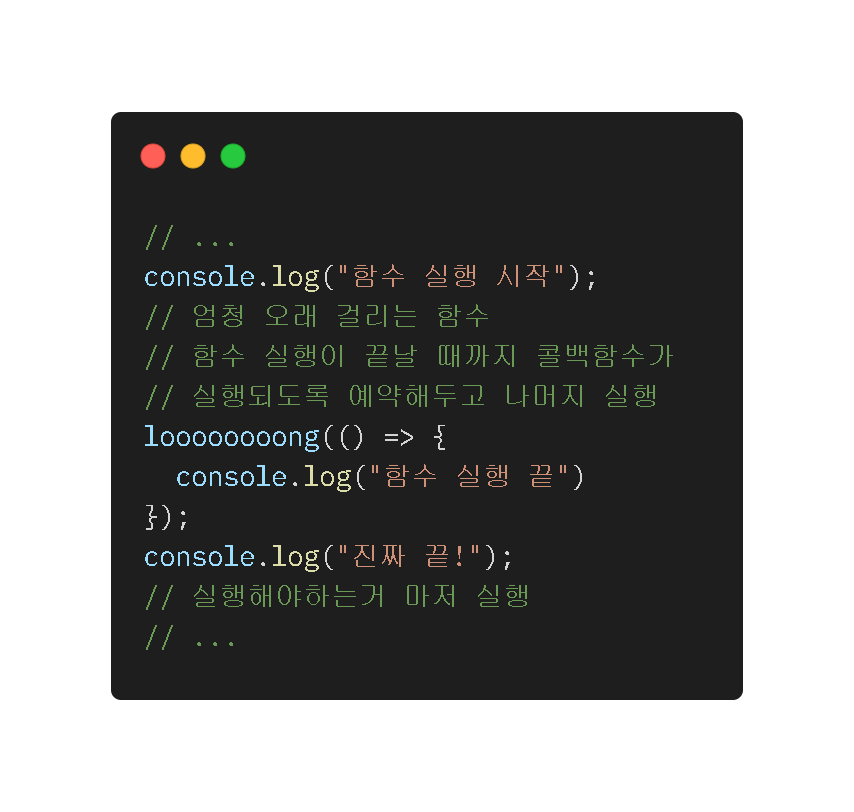 // ...
console.log("함수 실행 시작");
// 엄청 오래 걸리는 함수
// 함수 실행이 끝날 때까지 콜백함수가
// 실행되도록 예약해두고 나머지 실행
loooooooong(() => {
  console.log("함수 실행 끝")
});
console.log("진짜 끝!");
// 실행해야하는거 마저 실행
// ...